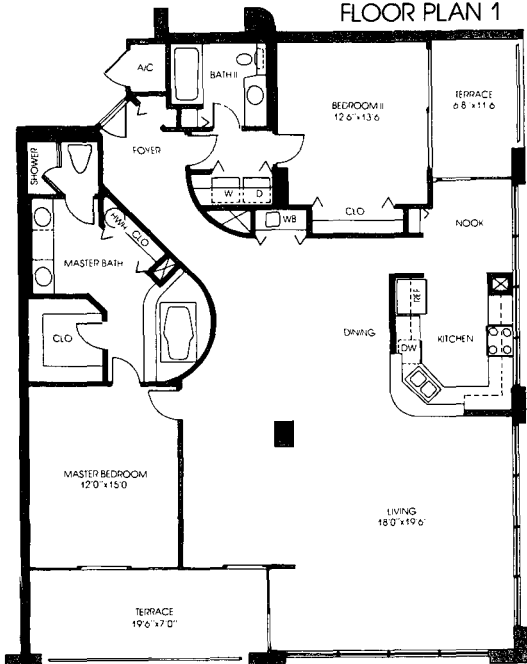 FLOOR PLAN 1
A/C
BATH II
BEDROOM II
12'6"x13'6
TERRACE
6'8"x11'6
FOYER
SHOWER
W
D
CLO
WB
NOOK
HWH
CLO
MASTER BATH
CLO
REF
DINING
KITCHEN
DW
MASTER BEDROOM
12'0"x15'0
LIVING
18'0"x19'6"
TERRACE
19'6"x7'0"